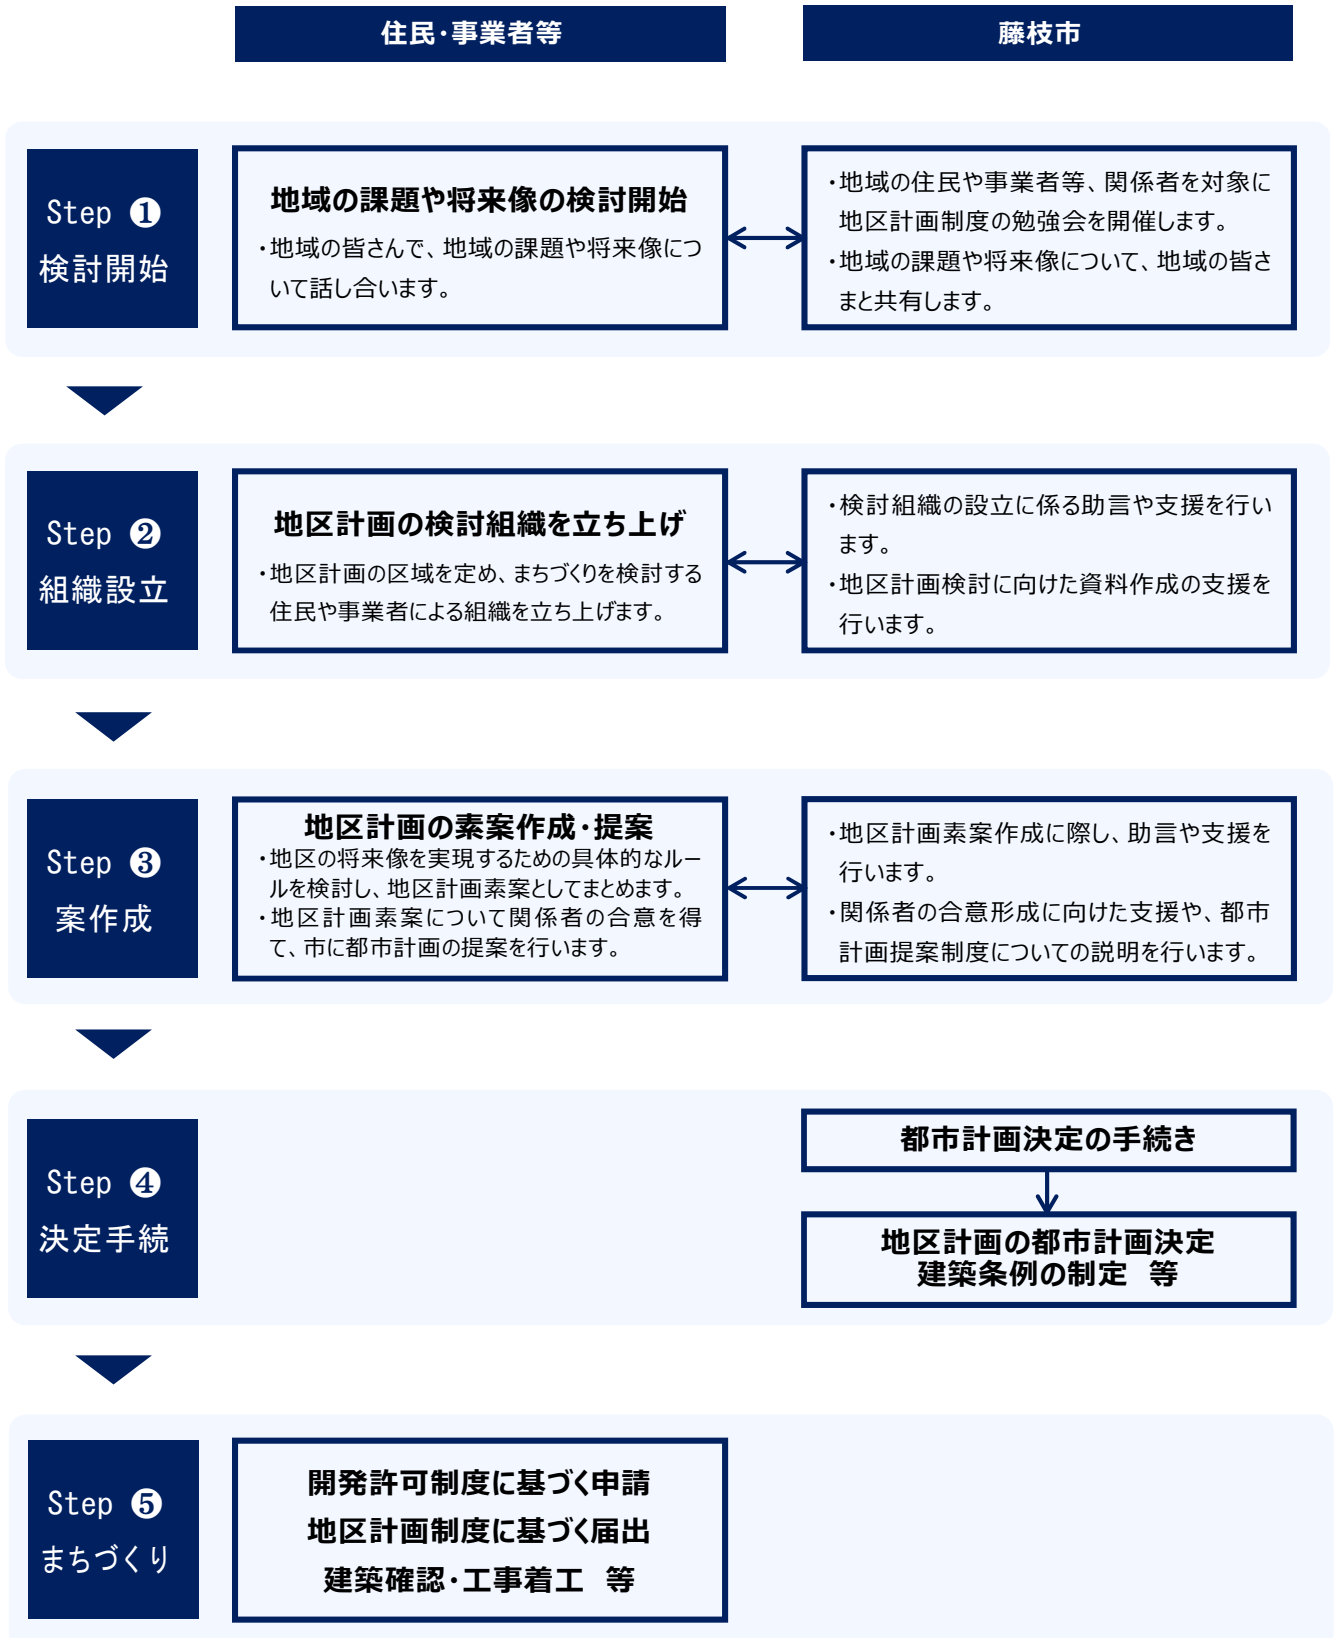 住民・事業者等
藤枝市
Step ❶
検討開始
地域の課題や将来像の検討開始
・地域の皆さんで、地域の課題や将来像につ
いて話し合います。
・地域の住民や事業者等、関係者を対象に
地区計画制度の勉強会を開催します。
・地域の課題や将来像について、地域の皆さ
まと共有します。
Step ❷
組織設立
地区計画の検討組織を立ち上げ
・地区計画の区域を定め、まちづくりを検討する
住民や事業者による組織を立ち上げます。
・検討組織の設立に係る助言や支援を行い
ます。
・地区計画検討に向けた資料作成の支援を
行います。
Step ❸
案作成
地区計画の素案作成・提案
・地区の将来像を実現するための具体的なルー
ルを検討し、地区計画素案としてまとめます。
・地区計画素案について関係者の合意を得
て、市に都市計画の提案を行います。
・地区計画素案作成に際し、助言や支援を
行います。
・関係者の合意形成に向けた支援や、都市
計画提案制度についての説明を行います。
Step ❹
決定手続
都市計画決定の手続き
地区計画の都市計画決定
建築条例の制定　等
Step ❺
まちづくり
開発許可制度に基づく申請
地区計画制度に基づく届出
建築確認・工事着工　等